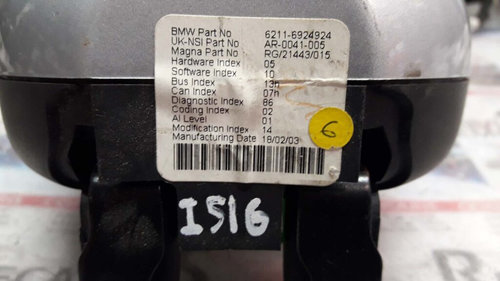 BMW Part No 6211-6924924
UK-NSI Part No AR-0041-005
Magna Part No RG/21443/015
Hardware Index 05
Software Index 10
Bus Index 13h
Can Index 07h
Diagnostic Index 86
Coding Index 02
AI Level 01
Modification Index 14
Manufacturing Date 18/02/03
6
IS16